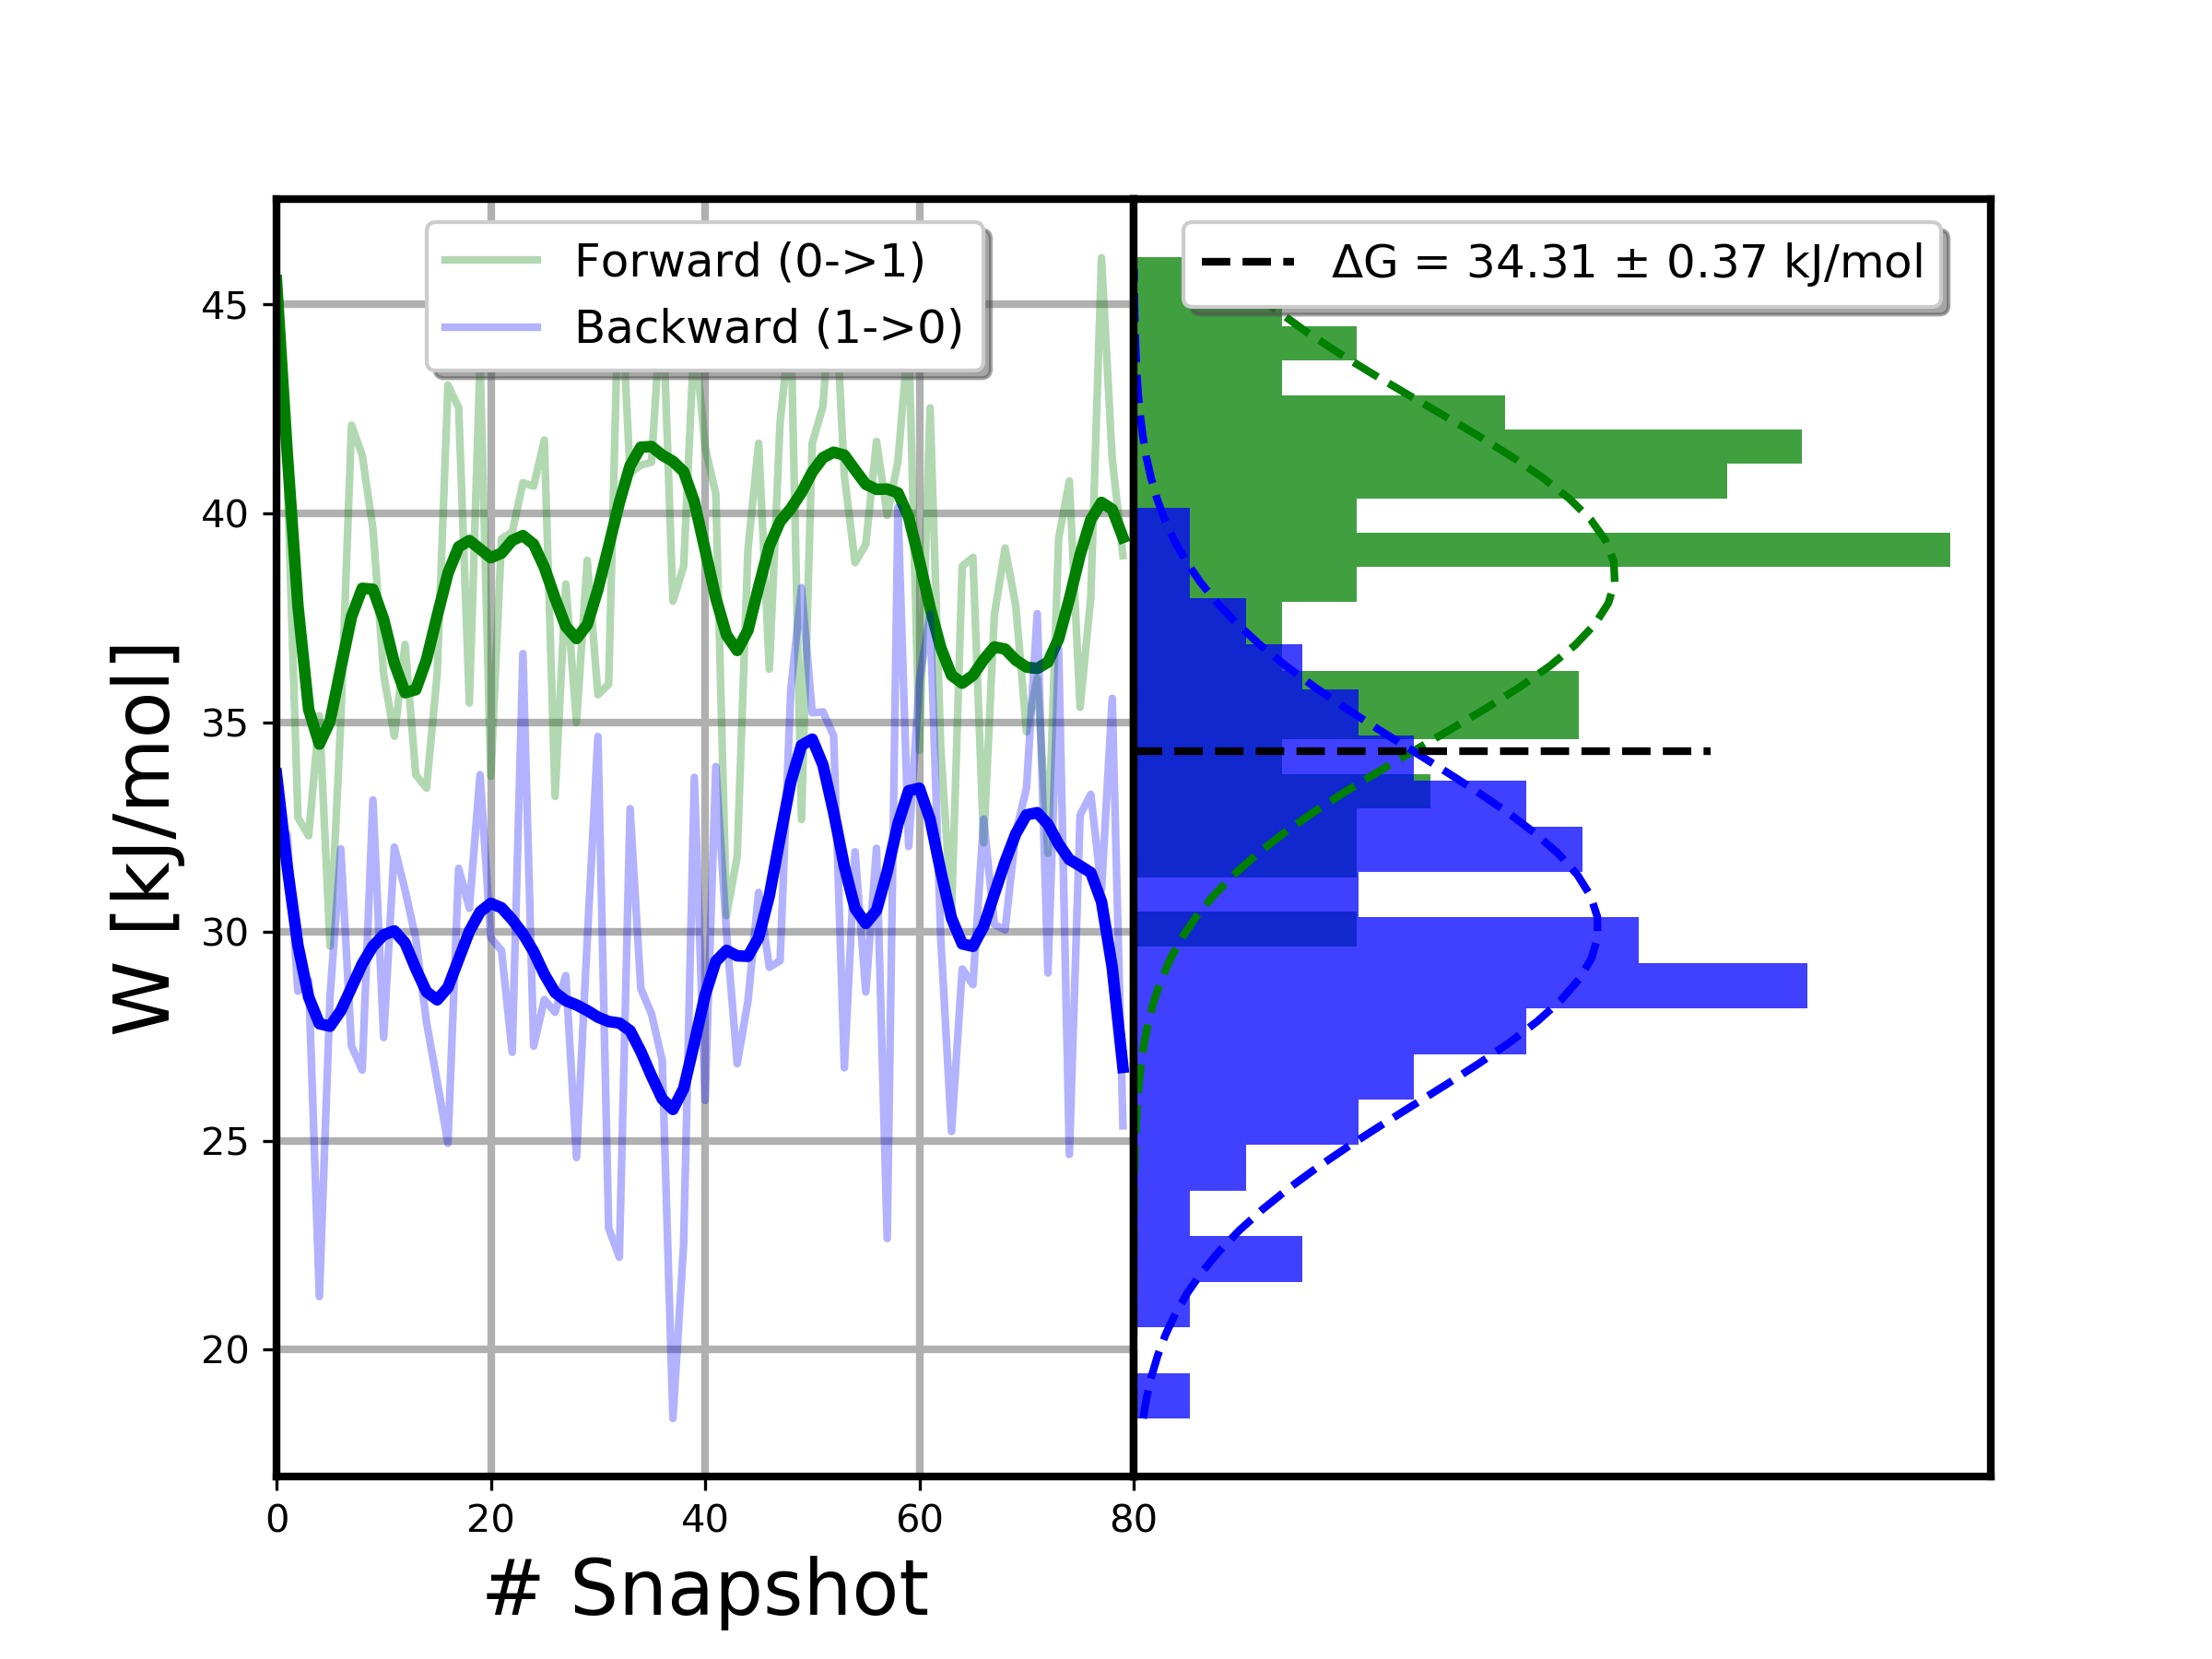 Forward (0->1)
Backward (1->0)
ΔG = 34.31 ± 0.37 kJ/mol
W [kJ/mol]
45
40
35
30
25
20
0 20 40 60 80
# Snapshot